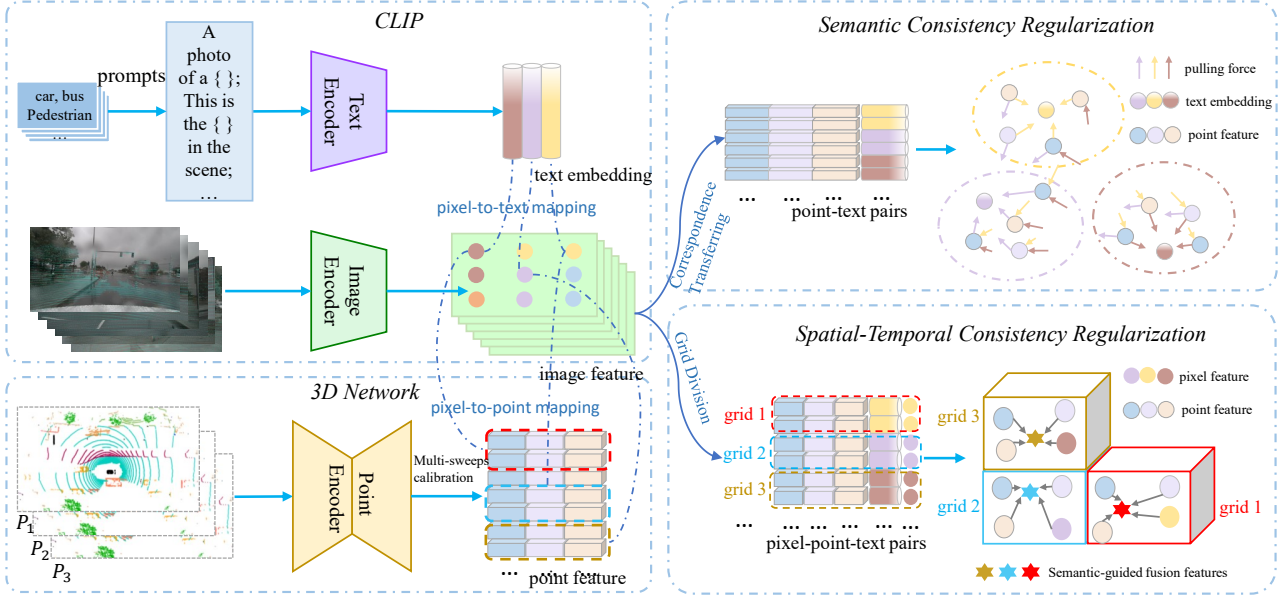 CLIP
car, bus
Pedestrian
...
prompts
A
photo
of a { };
This is
the { }
in the
scene;
...
Text
Encoder
text embedding
pixel-to-text mapping
Image
Encoder
image feature
3D Network
pixel-to-point mapping
P1
P2
P3
Point
Encoder
Multi-sweeps
calibration
... ... ...
point feature
Correspondence
Transferring
Grid Division
Semantic Consistency Regularization
pulling force
text embedding
point feature
... ... ... ...
point-text pairs
Spatial-Temporal Consistency Regularization
grid 1
grid 2
grid 3
... ... ... ... ...
pixel-point-text pairs
pixel feature
point feature
grid 3
grid 2
grid 1
Semantic-guided fusion features